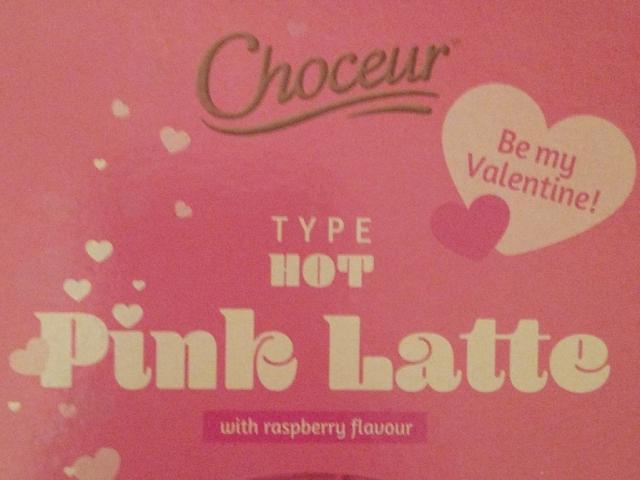 Choceur
Be my
Valentine!
TYPE
HOT
Pink Latte
with raspberry flavour